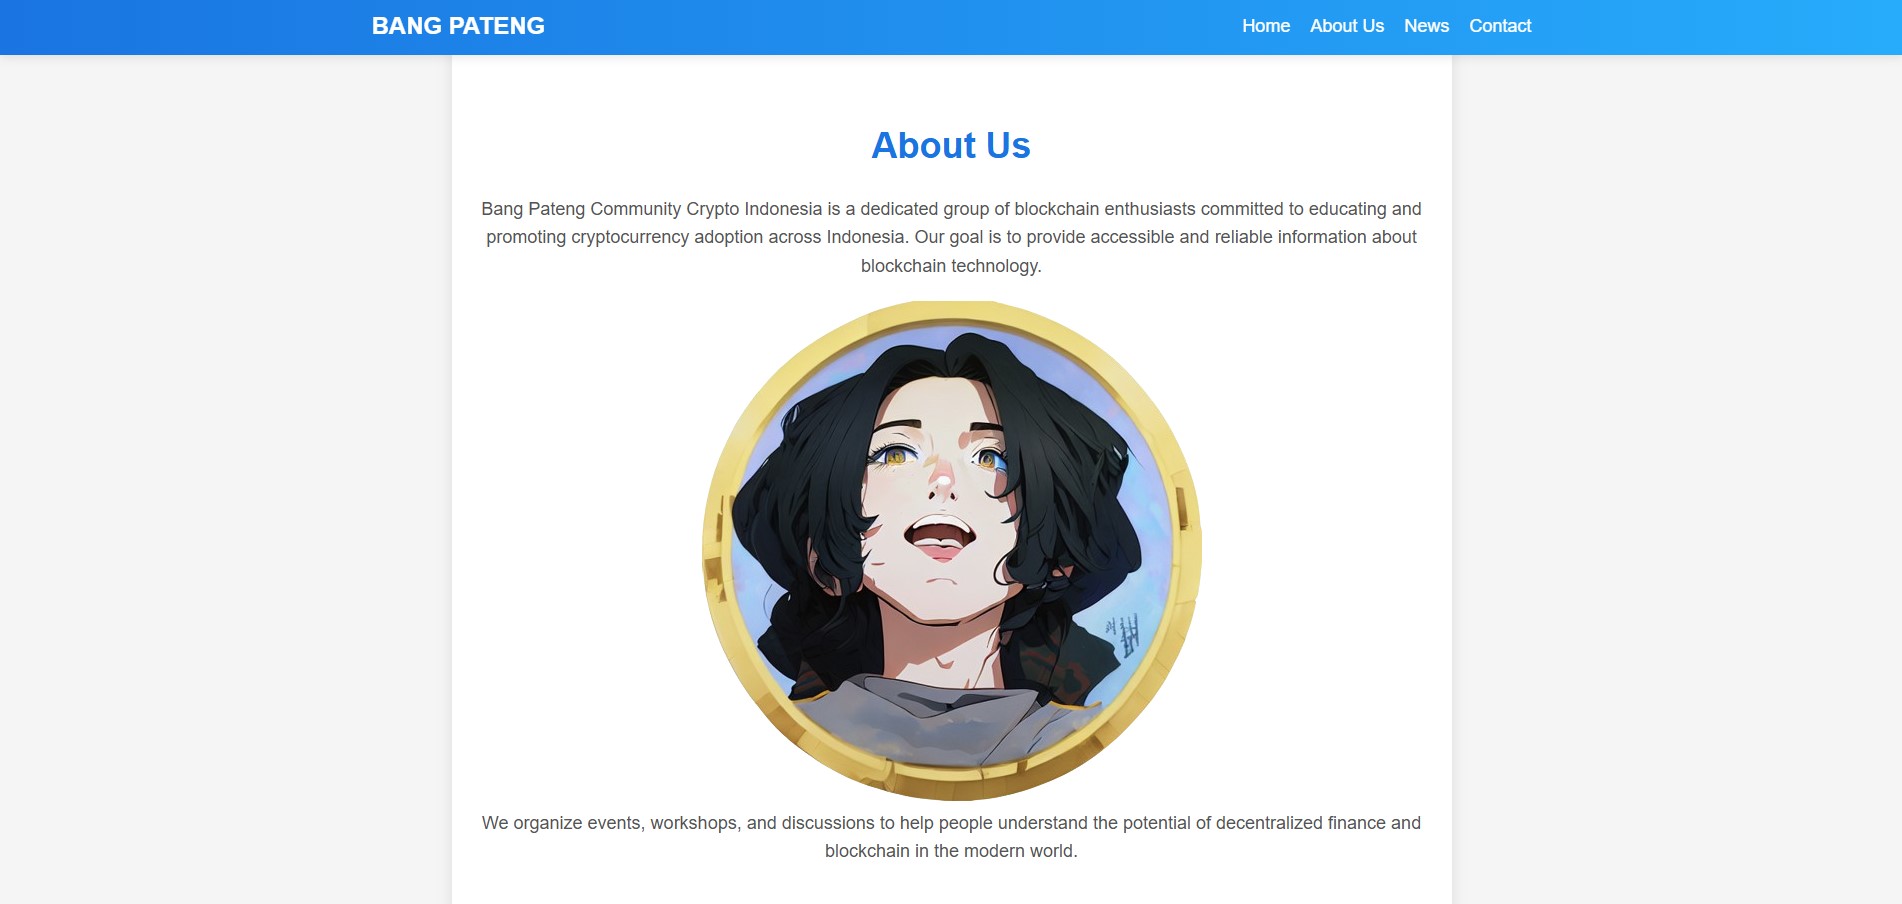 BANG PATENG
Home About Us News Contact
About Us
Bang Pateng Community Crypto Indonesia is a dedicated group of blockchain enthusiasts committed to educating and
promoting cryptocurrency adoption across Indonesia. Our goal is to provide accessible and reliable information about
blockchain technology.
We organize events, workshops, and discussions to help people understand the potential of decentralized finance and
blockchain in the modern world.